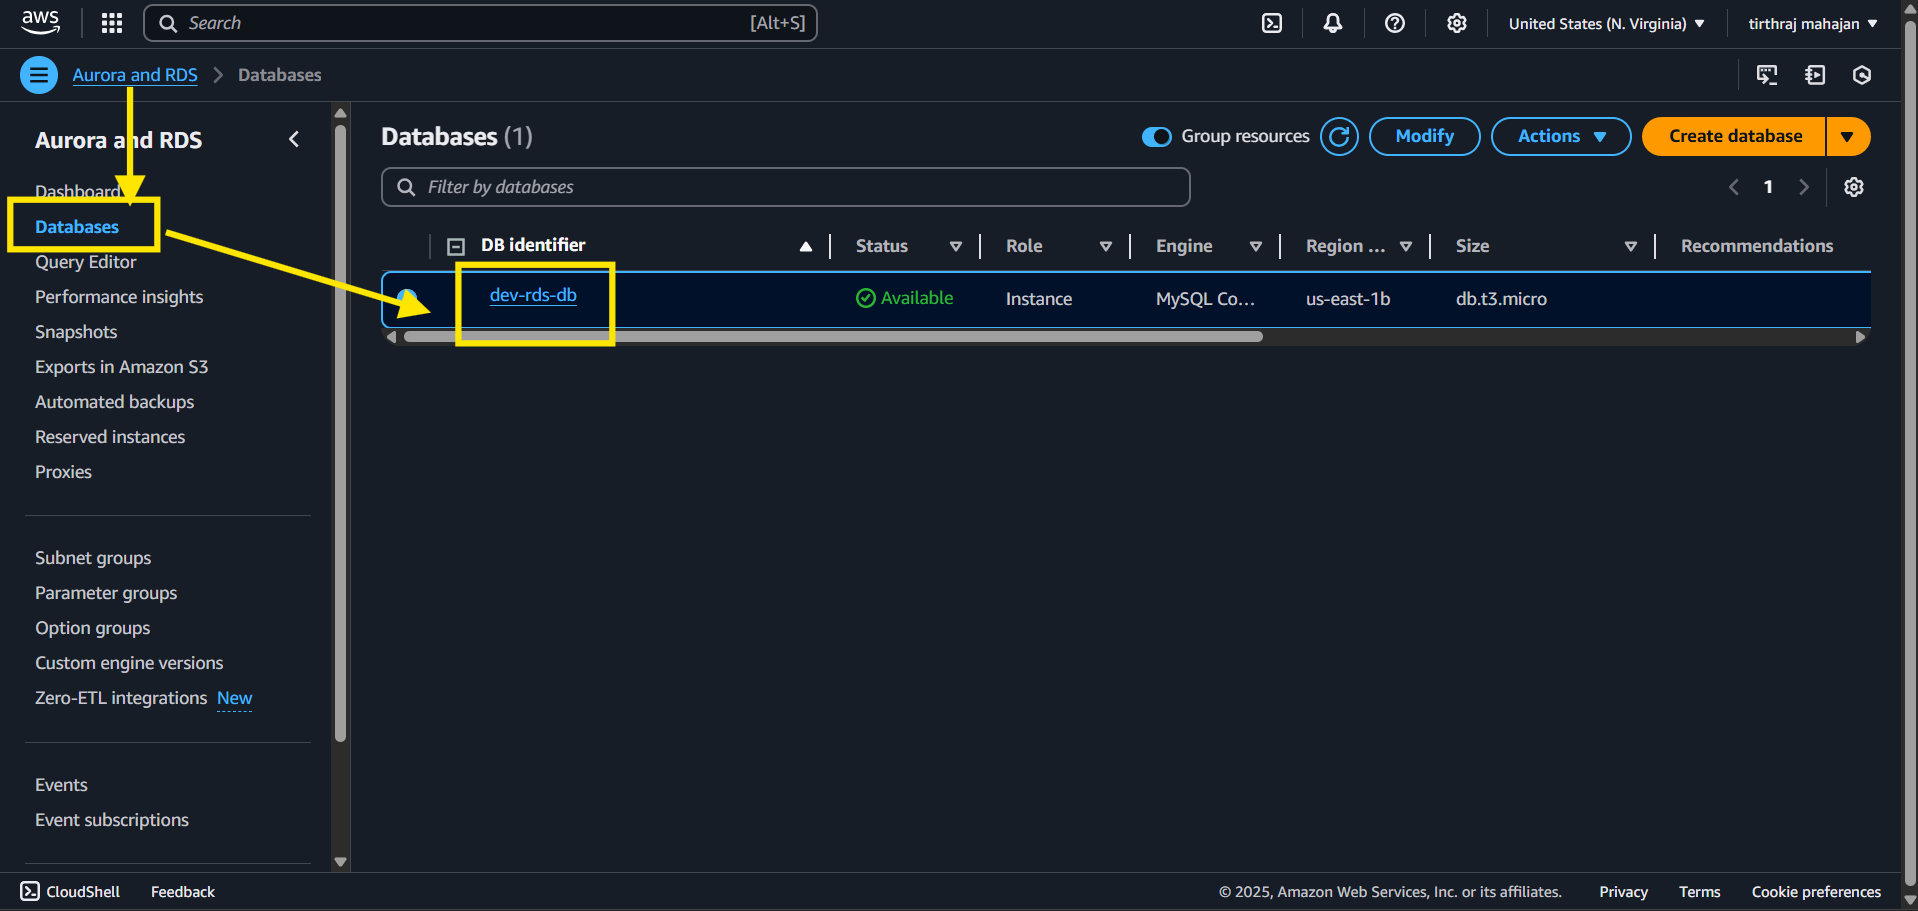 aws
Search [Alt+S]
United States (N. Virginia)
tirthraj mahajan
Aurora and RDS
Databases
Aurora and RDS
Dashboard
Databases
Query Editor
Performance insights
Snapshots
Exports in Amazon S3
Automated backups
Reserved instances
Proxies
Subnet groups
Parameter groups
Option groups
Custom engine versions
Zero-ETL integrations New
Events
Event subscriptions
Databases (1)
Group resources
Modify
Actions
Create database
Filter by databases
1
DB identifier Status Role Engine Region ... Size Recommendations
dev-rds-db Available Instance MySQL Co... us-east-1b db.t3.micro
CloudShell Feedback © 2025, Amazon Web Services, Inc. or its affiliates. Privacy Terms Cookie preferences